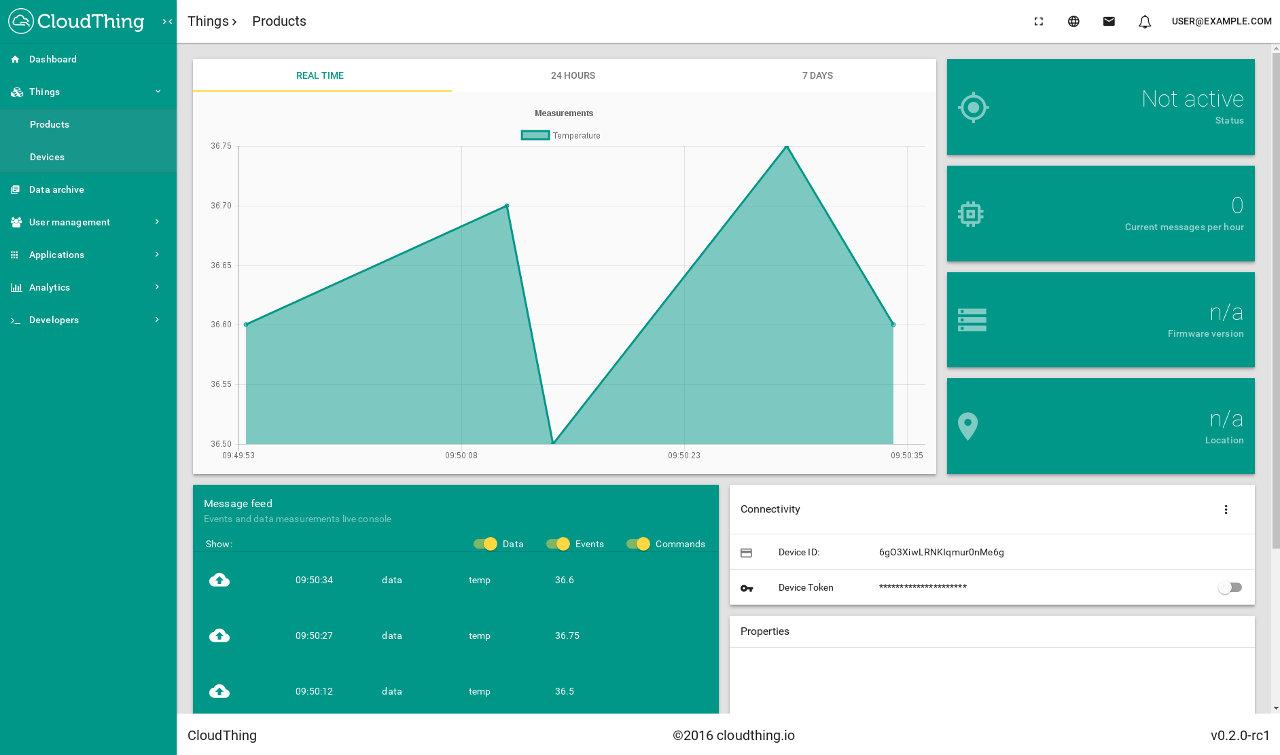 CloudThing
Things Products
USER@EXAMPLE.COM
Dashboard
Things
Products
Devices
Data archive
User management
Applications
Analytics
Developers
REAL TIME 24 HOURS 7 DAYS
Measurements
Temperature
36.75
36.70
36.65
36.60
36.55
36.50
09:49:53 09:50:08 09:50:23 09:50:35
Not active
Status
0
Current messages per hour
n/a
Firmware version
n/a
Location
Message feed
Events and data measurements live console
Show: Data Events Commands
09:50:34 data temp 36.6
09:50:27 data temp 36.75
09:50:12 data temp 36.5
Connectivity
Device ID: 6gO3XiwLRNKIqmur0nMe6g
Device Token *********************
Properties
CloudThing ©2016 cloudthing.io v0.2.0-rc1